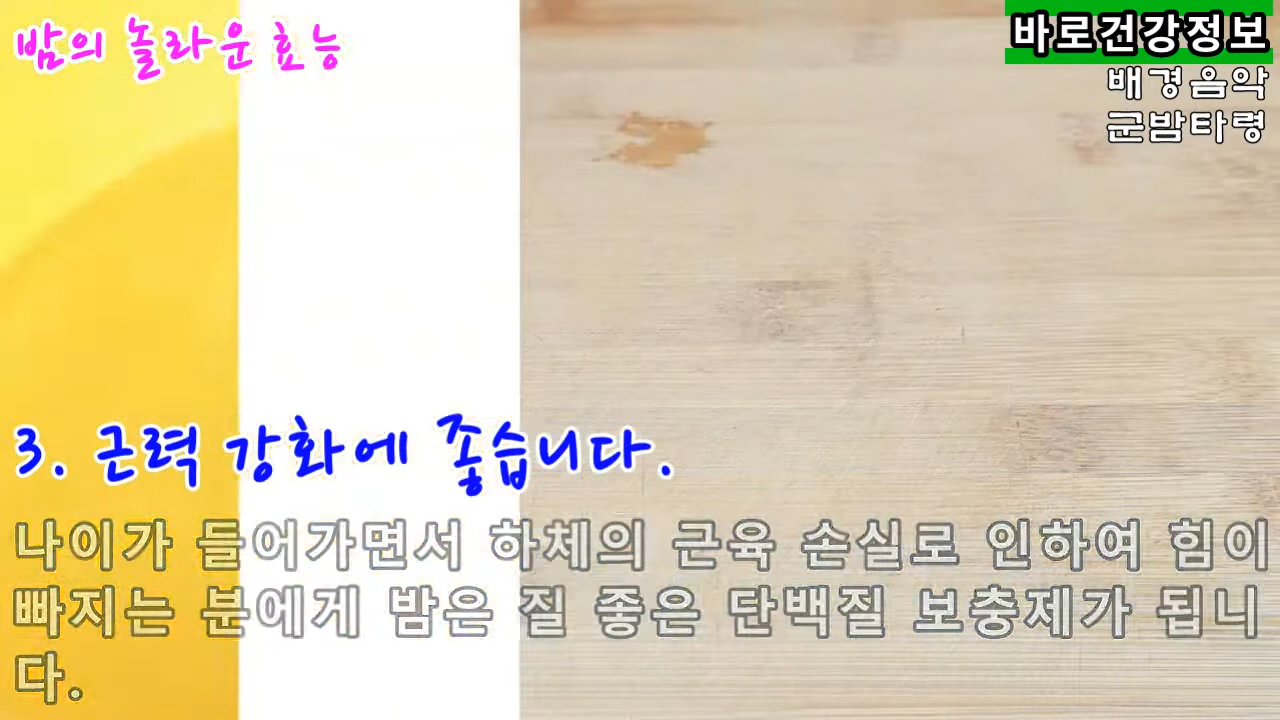 밤의 놀라운 효능
바로건강정보
배경음악
군밤타령
3. 근력 강화에 좋습니다.
나이가 들어가면서 하체의 근육 손실로 인하여 힘이
빠지는 분에게 밤은 질 좋은 단백질 보충제가 됩니
다.